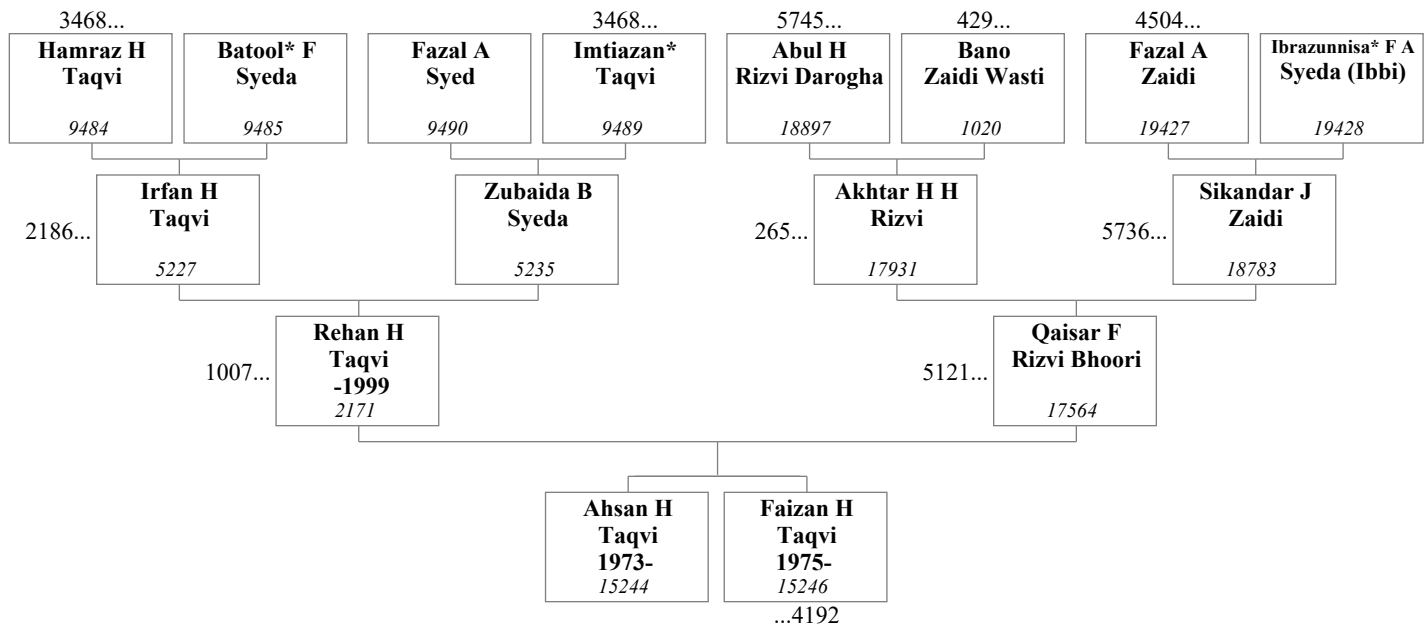 3468...
3468...
5745...
429...
4504...
Hamraz H
Taqvi
9484
Batool* F
Syeda
9485
Fazal A
Syed
9490
Imtiazan*
Taqvi
9489
Abul H
Rizvi Darogha
18897
Bano
Zaidi Wasti
1020
Fazal A
Zaidi
19427
Ibrazunnisa* F A
Syeda (Ibbi)
19428
2186...
Irfan H
Taqvi
5227
Zubaida B
Syeda
5235
265...
Akhtar H H
Rizvi
17931
5736...
Sikandar J
Zaidi
18783
1007...
Rehan H
Taqvi
-1999
2171
5121...
Qaisar F
Rizvi Bhoori
17564
Ahsan H
Taqvi
1973-
15244
Faizan H
Taqvi
1975-
15246
...4192